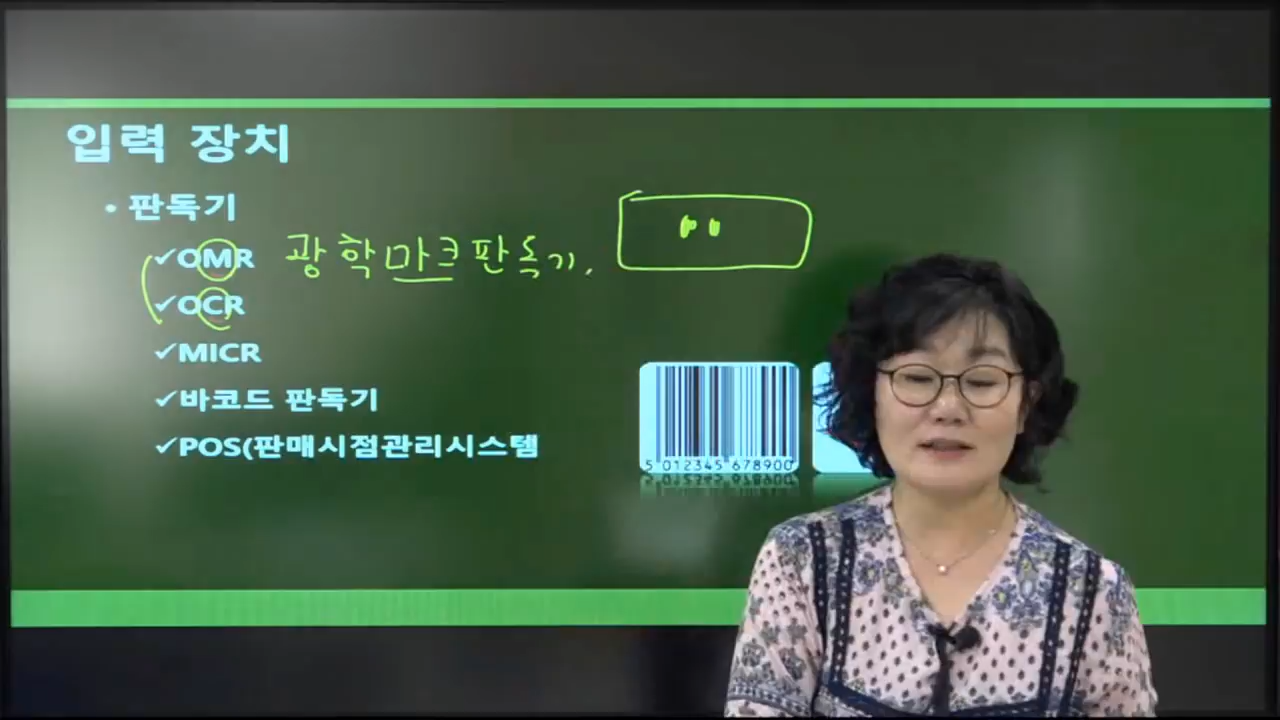 입력 장치
• 판독기
✓OMR 광학마크판독기.
✓OCR
✓MICR
✓바코드 판독기
✓POS(판매시점관리시스템
5 012345 678900